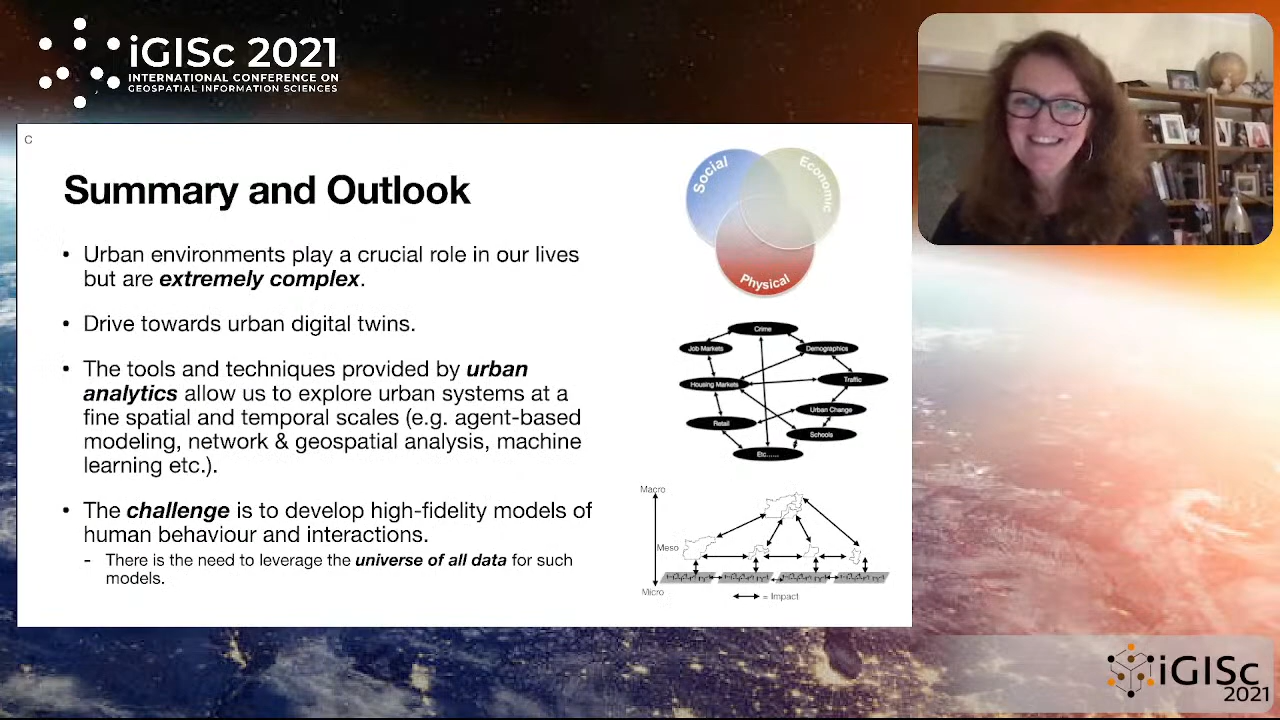 iGISc 2021
INTERNATIONAL CONFERENCE ON
GEOSPATIAL INFORMATION SCIENCES
C
Summary and Outlook
• Urban environments play a crucial role in our lives
but are extremely complex.
• Drive towards urban digital twins.
• The tools and techniques provided by urban
analytics allow us to explore urban systems at a
fine spatial and temporal scales (e.g. agent-based
modeling, network & geospatial analysis, machine
learning etc.).
• The challenge is to develop high-fidelity models of
human behaviour and interactions.
- There is the need to leverage the universe of all data for such
models.
Social
Economic
Physical
Crime
Job Markets
Demographics
Housing Markets
Traffic
Urban Change
Retail
Schools
Etc......
Macro
Meso
Micro
= Impact
iGISc
2021